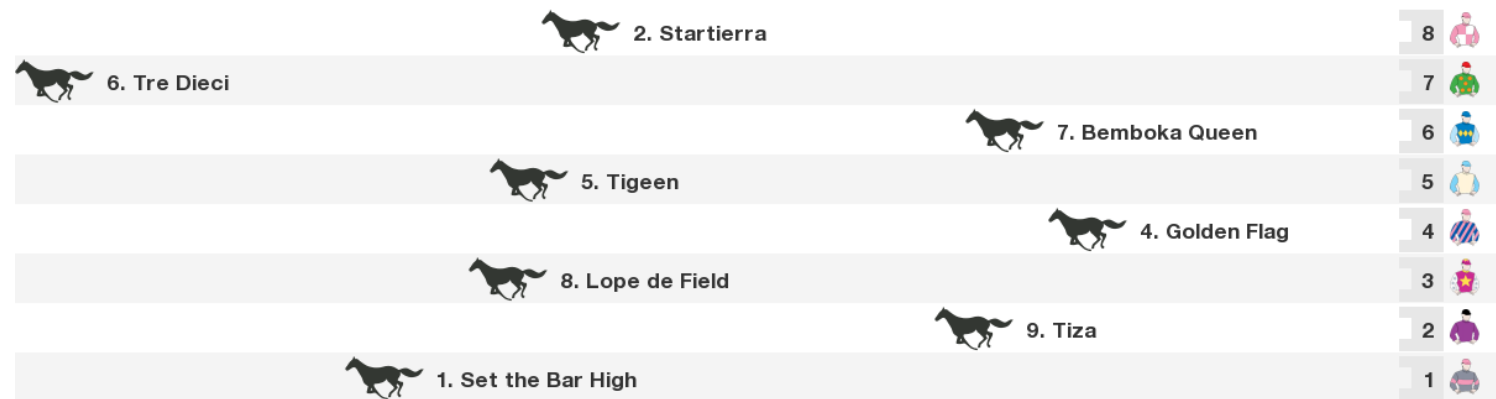 2. Startierra 8
6. Tre Dieci 7
7. Bemboka Queen 6
5. Tigeen 5
4. Golden Flag 4
8. Lope de Field 3
9. Tiza 2
1. Set the Bar High 1